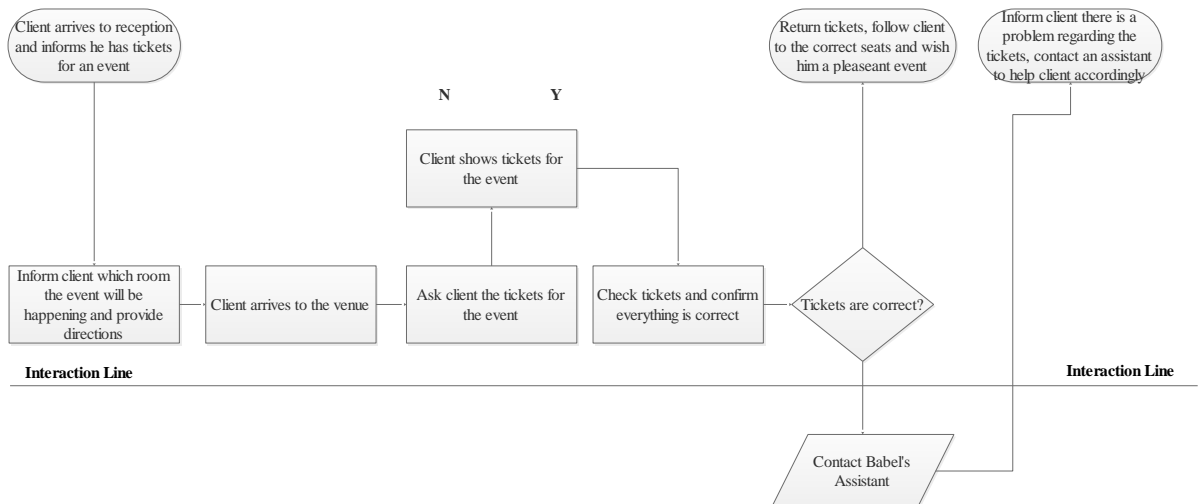 Client arrives to reception
and informs he has tickets
for an event
Return tickets, follow client
to the correct seats and wish
him a pleaseant event
Inform client there is a
problem regarding the
tickets, contact an assistant
to help client accordingly
N
Y
Client shows tickets for
the event
Inform client which room
the event will be
happening and provide
directions
Client arrives to the venue
Ask client the tickets for
the event
Check tickets and confirm
everything is correct
Tickets are correct?
Interaction Line
Interaction Line
Contact Babel's
Assistant